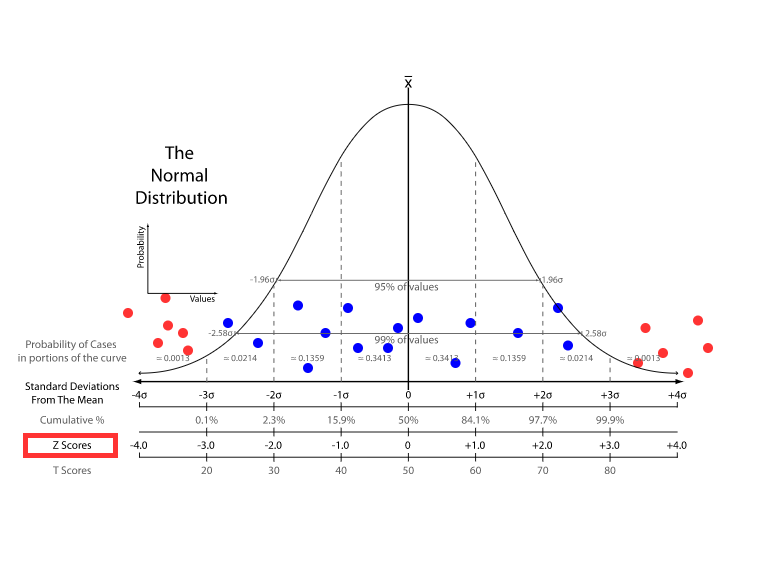 X̄
The
Normal
Distribution
Probability
Values
-1.96σ
+1.96σ
95% of values
-2.58σ
+2.58σ
99% of values
Probability of Cases
in portions of the curve
≃ 0.0013 ≃ 0.0214 ≃ 0.1359 ≃ 0.3413 ≃ 0.3413 ≃ 0.1359 ≃ 0.0214 ≃ 0.0013
Standard Deviations
From The Mean
-4σ -3σ -2σ -1σ 0 +1σ +2σ +3σ +4σ
Cumulative % 0.1% 2.3% 15.9% 50% 84.1% 97.7% 99.9%
Z Scores -4.0 -3.0 -2.0 -1.0 0 +1.0 +2.0 +3.0 +4.0
T Scores 20 30 40 50 60 70 80